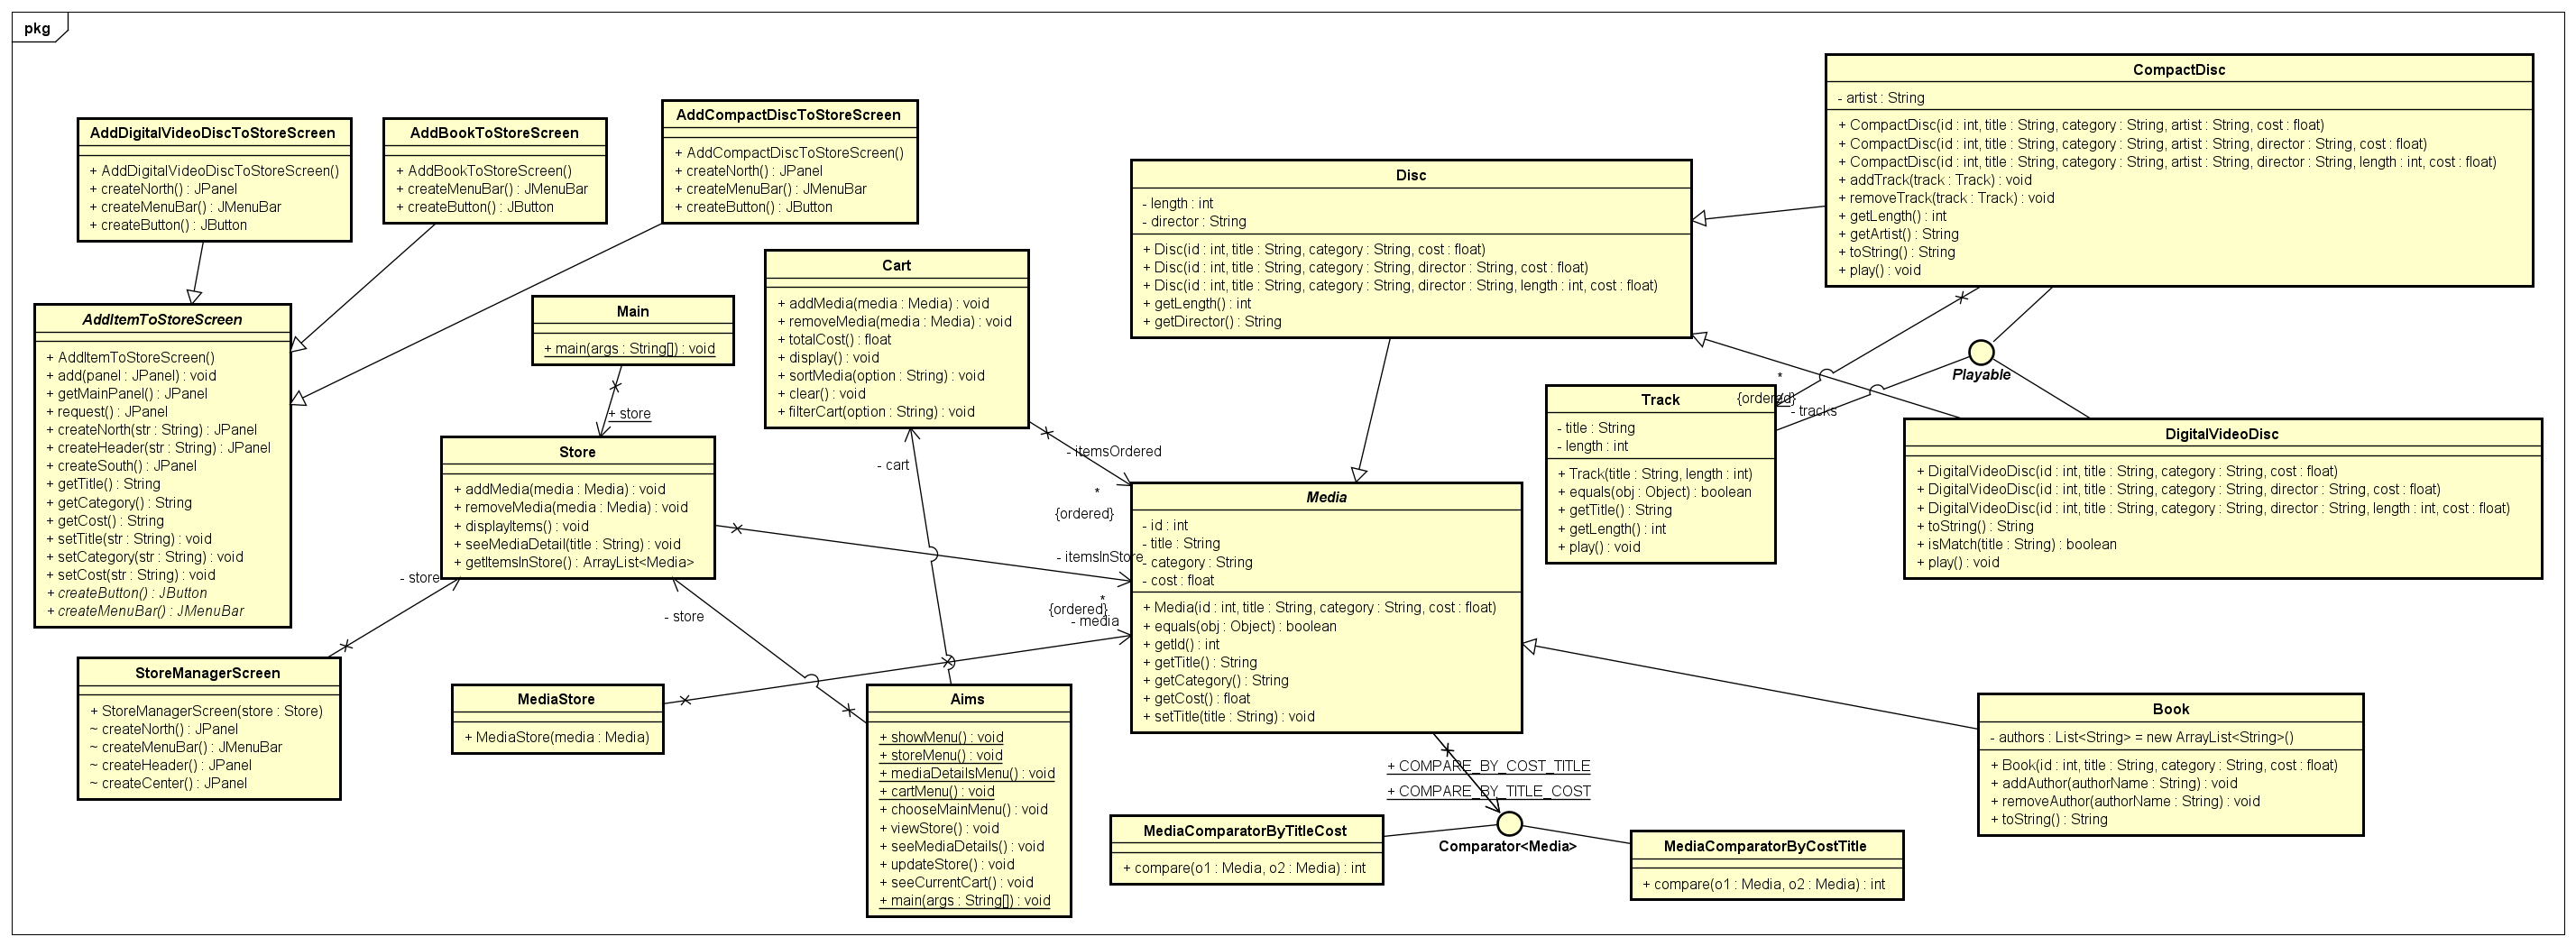 pkg
AddDigitalVideoDiscToStoreScreen
+ AddDigitalVideoDiscToStoreScreen()
+ createNorth() : JPanel
+ createMenuBar() : JMenuBar
+ createButton() : JButton
AddBookToStoreScreen
+ AddBookToStoreScreen()
+ createMenuBar() : JMenuBar
+ createButton() : JButton
AddCompactDiscToStoreScreen
+ AddCompactDiscToStoreScreen()
+ createNorth() : JPanel
+ createMenuBar() : JMenuBar
+ createButton() : JButton
AddItemToStoreScreen
+ AddItemToStoreScreen()
+ add(panel : JPanel) : void
+ getMainPanel() : JPanel
+ request() : JPanel
+ createNorth(str : String) : JPanel
+ createHeader(str : String) : JPanel
+ createSouth() : JPanel
+ getTitle() : String
+ getCategory() : String
+ getCost() : String
+ setTitle(str : String) : void
+ setCategory(str : String) : void
+ setCost(str : String) : void
+ createButton() : JButton
+ createMenuBar() : JMenuBar
Main
+ main(args : String[]) : void
+ store
Cart
+ addMedia(media : Media) : void
+ removeMedia(media : Media) : void
+ totalCost() : float
+ display() : void
+ sortMedia(option : String) : void
+ clear() : void
+ filterCart(option : String) : void
- cart
- itemsOrdered
*
{ordered}
Store
+ addMedia(media : Media) : void
+ removeMedia(media : Media) : void
+ displayItems() : void
+ seeMediaDetail(title : String) : void
+ getItemsInStore() : ArrayList<Media>
- itemsInStore
*
{ordered}
- media
- store
- store
StoreManagerScreen
+ StoreManagerScreen(store : Store)
~ createNorth() : JPanel
~ createMenuBar() : JMenuBar
~ createHeader() : JPanel
~ createCenter() : JPanel
MediaStore
+ MediaStore(media : Media)
Aims
+ showMenu() : void
+ storeMenu() : void
+ mediaDetailsMenu() : void
+ cartMenu() : void
+ chooseMainMenu() : void
+ viewStore() : void
+ seeMediaDetails() : void
+ updateStore() : void
+ seeCurrentCart() : void
+ main(args : String[]) : void
Disc
- length : int
- director : String
+ Disc(id : int, title : String, category : String, cost : float)
+ Disc(id : int, title : String, category : String, director : String, cost : float)
+ Disc(id : int, title : String, category : String, director : String, length : int, cost : float)
+ getLength() : int
+ getDirector() : String
CompactDisc
- artist : String
+ CompactDisc(id : int, title : String, category : String, artist : String, cost : float)
+ CompactDisc(id : int, title : String, category : String, artist : String, director : String, cost : float)
+ CompactDisc(id : int, title : String, category : String, artist : String, director : String, length : int, cost : float)
+ addTrack(track : Track) : void
+ removeTrack(track : Track) : void
+ getLength() : int
+ getArtist() : String
+ toString() : String
+ play() : void
Playable
*
{ordered}
- tracks
Track
- title : String
- length : int
+ Track(title : String, length : int)
+ equals(obj : Object) : boolean
+ getTitle() : String
+ getLength() : int
+ play() : void
DigitalVideoDisc
+ DigitalVideoDisc(id : int, title : String, category : String, cost : float)
+ DigitalVideoDisc(id : int, title : String, category : String, director : String, cost : float)
+ DigitalVideoDisc(id : int, title : String, category : String, director : String, length : int, cost : float)
+ toString() : String
+ isMatch(title : String) : boolean
+ play() : void
Media
- id : int
- title : String
- category : String
- cost : float
+ Media(id : int, title : String, category : String, cost : float)
+ equals(obj : Object) : boolean
+ getId() : int
+ getTitle() : String
+ getCategory() : String
+ getCost() : float
+ setTitle(title : String) : void
+ COMPARE_BY_COST_TITLE
+ COMPARE_BY_TITLE_COST
Book
- authors : List<String> = new ArrayList<String>()
+ Book(id : int, title : String, category : String, cost : float)
+ addAuthor(authorName : String) : void
+ removeAuthor(authorName : String) : void
+ toString() : String
MediaComparatorByTitleCost
+ compare(o1 : Media, o2 : Media) : int
Comparator<Media>
MediaComparatorByCostTitle
+ compare(o1 : Media, o2 : Media) : int